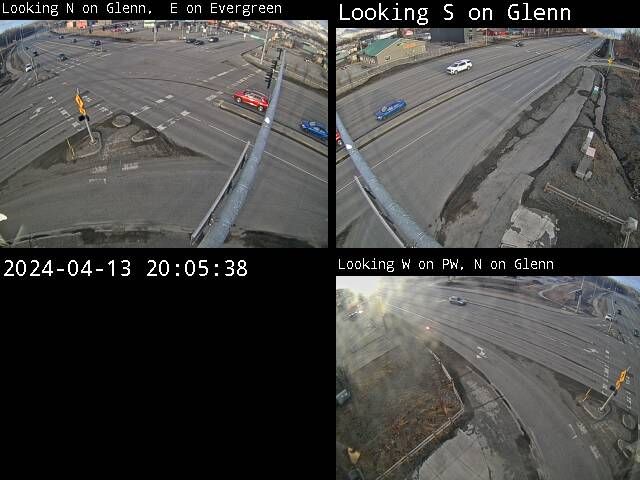 Looking N on Glenn,  E on Evergreen
Looking S on Glenn
2024-04-13 20:05:38
Looking W on PW, N on Glenn